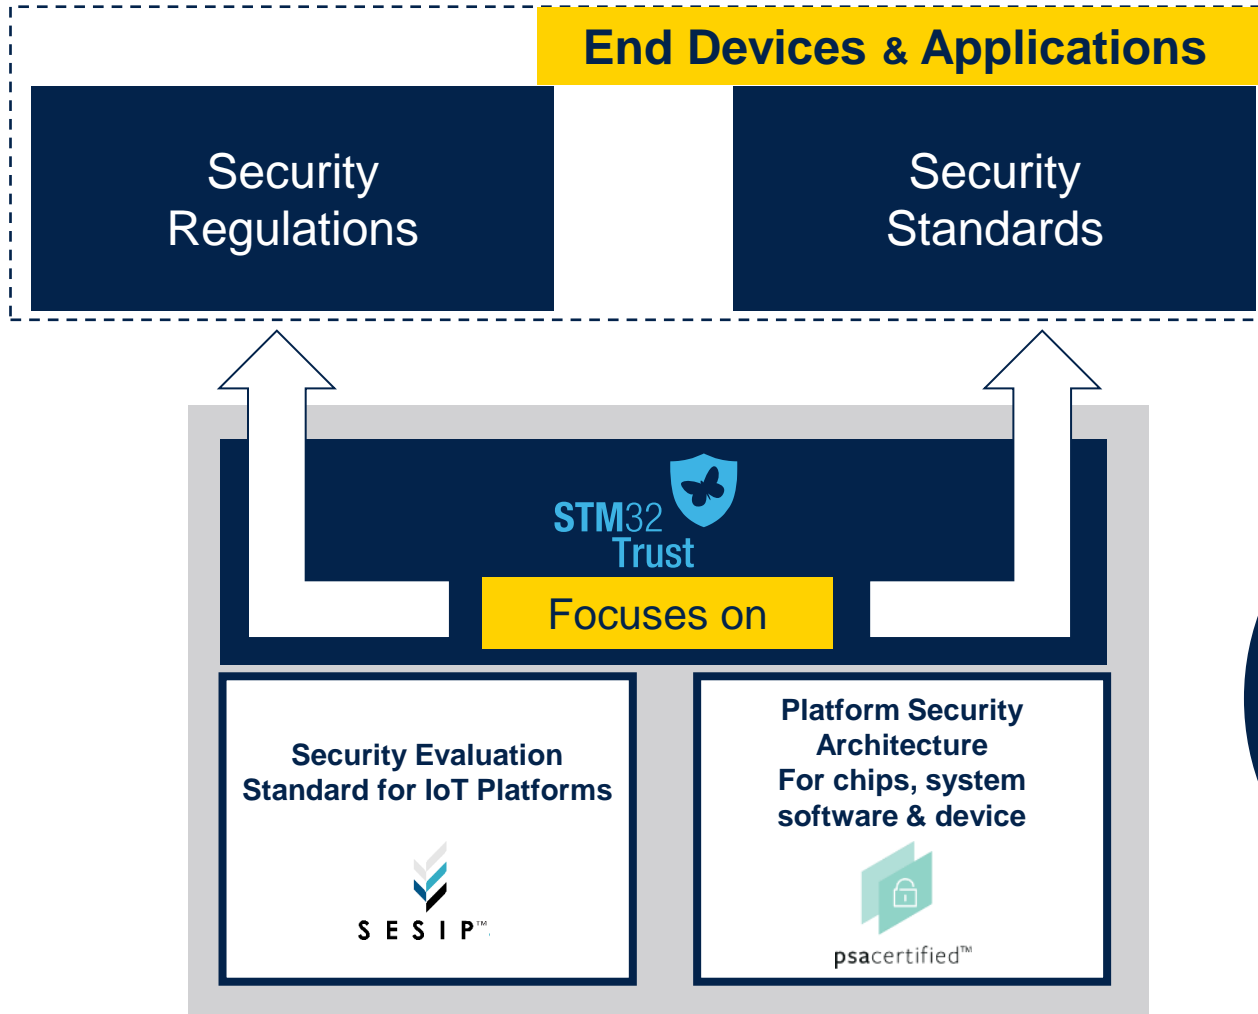 End Devices & Applications
Security
Regulations
Security
Standards
STM32
Trust
Focuses on
Security Evaluation
Standard for IoT Platforms
SESIP™
Platform Security
Architecture
For chips, system
software & device
psacertified™